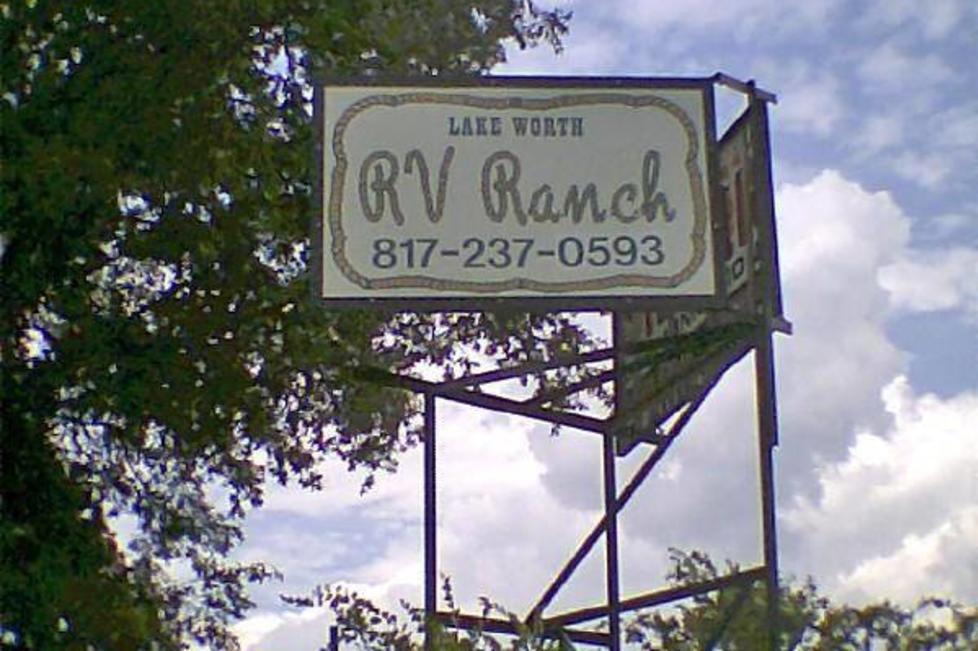 LAKE WORTH
RV Ranch
817-237-0593